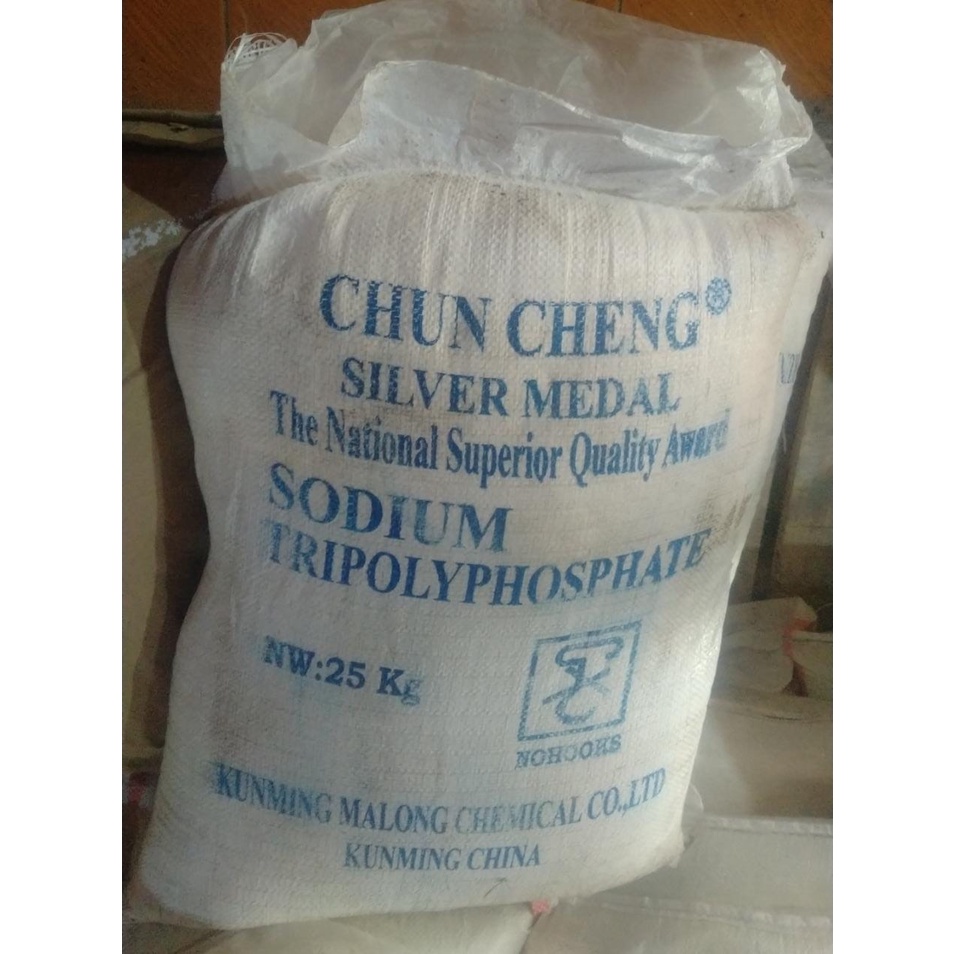 CHUN CHENG®
SILVER MEDAL
The National Superior Quality Award
SODIUM
TRIPOLYPHOSPHATE
NW:25 Kg
NOHOOKS
KUNMING MALONG CHEMICAL CO.,LTD
KUNMING CHINA